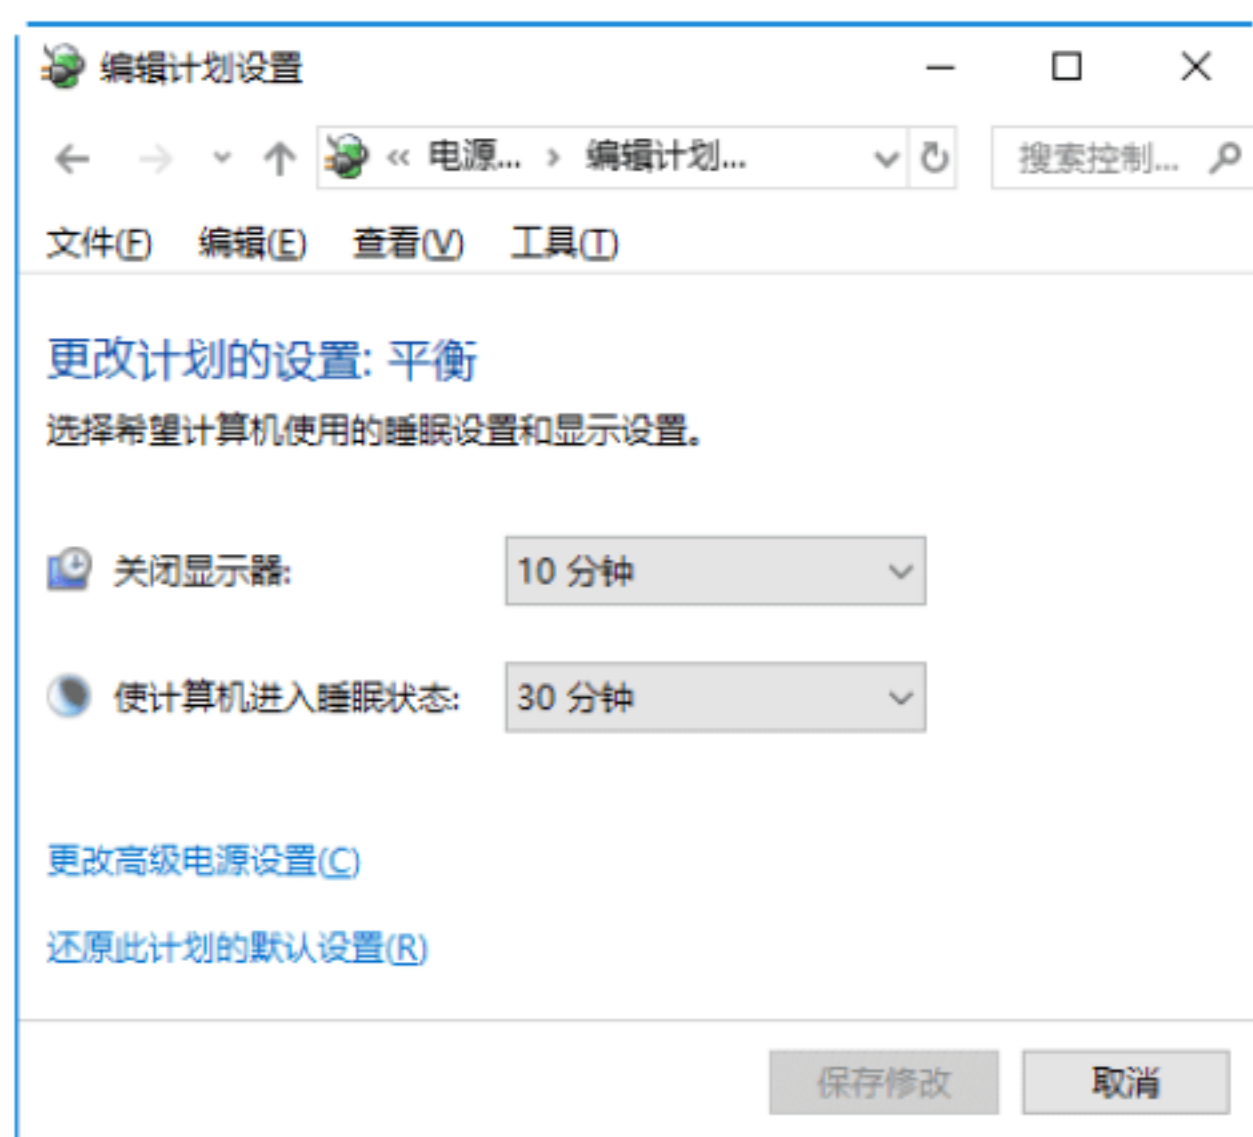 编辑计划设置
« 电源... › 编辑计划... 搜索控制...
文件(F) 编辑(E) 查看(V) 工具(T)
更改计划的设置: 平衡
选择希望计算机使用的睡眠设置和显示设置。
关闭显示器: 10 分钟
使计算机进入睡眠状态: 30 分钟
更改高级电源设置(C)
还原此计划的默认设置(R)
保存修改 取消